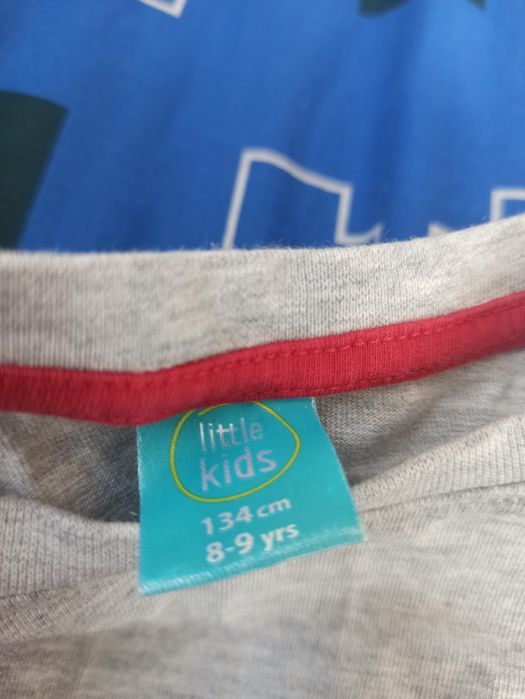 little
kids
134 cm
8-9 yrs